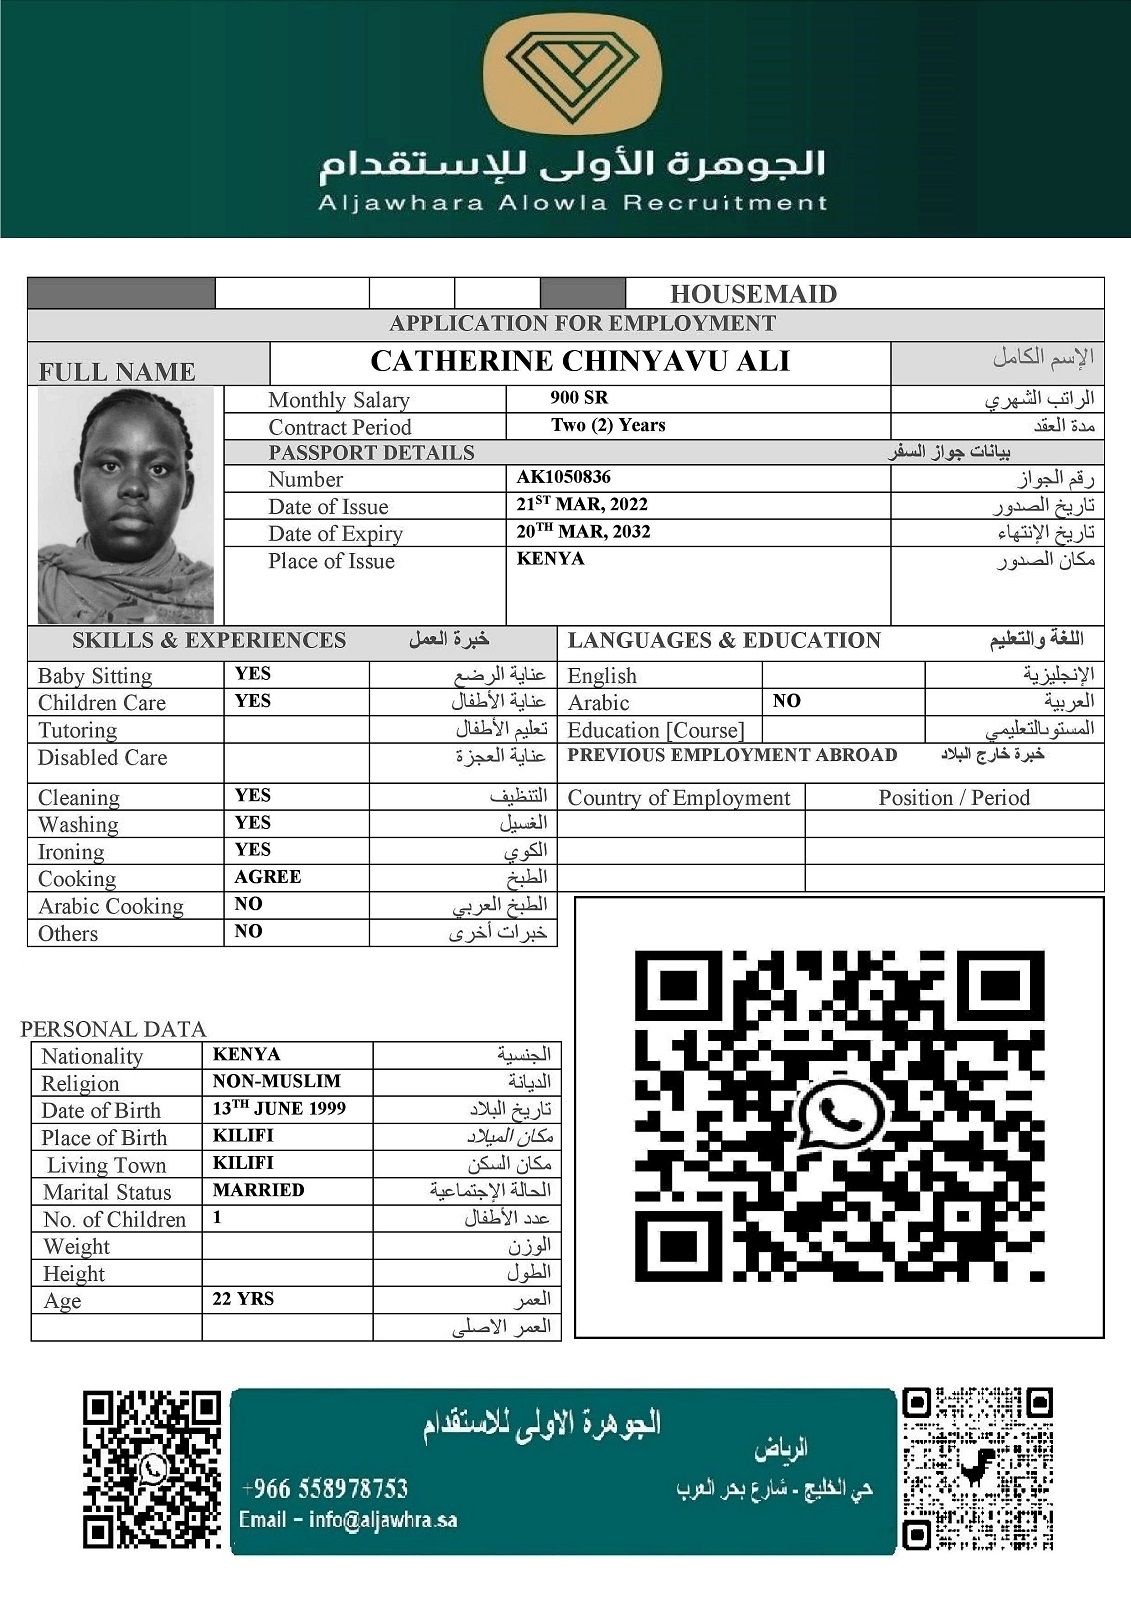 الجوهرة الأولى للإستقدام
Aljawhara Alowla Recruitment
HOUSEMAID
APPLICATION FOR EMPLOYMENT
FULL NAME CATHERINE CHINYAVU ALI الإسم الكامل
Monthly Salary 900 SR الراتب الشهري
Contract Period Two (2) Years مدة العقد
PASSPORT DETAILS بيانات جواز السفر
Number AK1050836 رقم الجواز
Date of Issue 21ST MAR, 2022 تاريخ الصدور
Date of Expiry 20TH MAR, 2032 تاريخ الإنتهاء
Place of Issue KENYA مكان الصدور
SKILLS & EXPERIENCES خبرة العمل
Baby Sitting YES عناية الرضع
Children Care YES عناية الأطفال
Tutoring تعليم الأطفال
Disabled Care عناية العجزة
Cleaning YES التنظيف
Washing YES الغسيل
Ironing YES الكوي
Cooking AGREE الطبخ
Arabic Cooking NO الطبخ العربي
Others NO خبرات أخرى
LANGUAGES & EDUCATION اللغة والتعليم
English الإنجليزية
Arabic NO العربية
Education [Course] المستوىالتعليمي
PREVIOUS EMPLOYMENT ABROAD خبرة خارج البلاد
Country of Employment Position / Period
PERSONAL DATA
Nationality KENYA الجنسية
Religion NON-MUSLIM الديانة
Date of Birth 13TH JUNE 1999 تاريخ البلاد
Place of Birth KILIFI مكان الميلاد
Living Town KILIFI مكان السكن
Marital Status MARRIED الحالة الإجتماعية
No. of Children 1 عدد الأطفال
Weight الوزن
Height الطول
Age 22 YRS العمر
العمر الاصلى
الجوهرة الاولى للاستقدام
الرياض
+966 558978753 حي الخليج - شارع بحر العرب
Email – info@aljawhra.sa